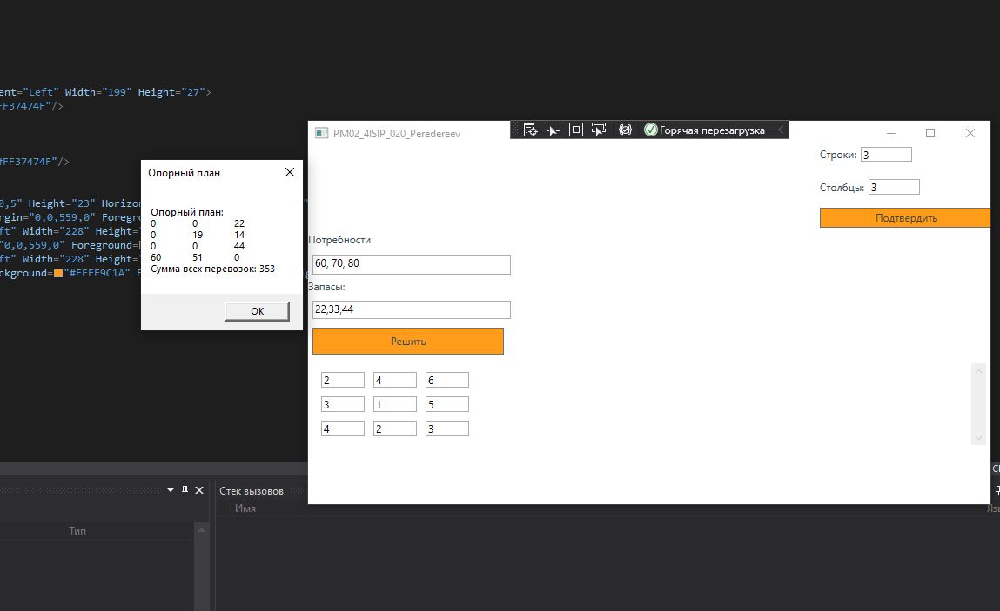 ent="Left" Width="199" Height="27">
FF37474F"/>
#FF37474F"/>
0,5" Height="23" Horizo
rgin="0,0,559,0" Foregro
ft" Width="228" Height=
"0,0,559,0" Foreground=
ft" Width="228" Height=
ckground="#FFFF9C1A" F
PM02_4ISIP_020_Peredereev
Горячая перезагрузка
Строки: 3
Столбцы: 3
Подтвердить
Опорный план
Опорный план:
0 0 22
0 19 14
0 0 44
60 51 0
Сумма всех перевозок: 353
OK
Потребности:
60, 70, 80
Запасы:
22,33,44
Решить
2 4 6
3 1 5
4 2 3
Стек вызовов
Имя
Тип